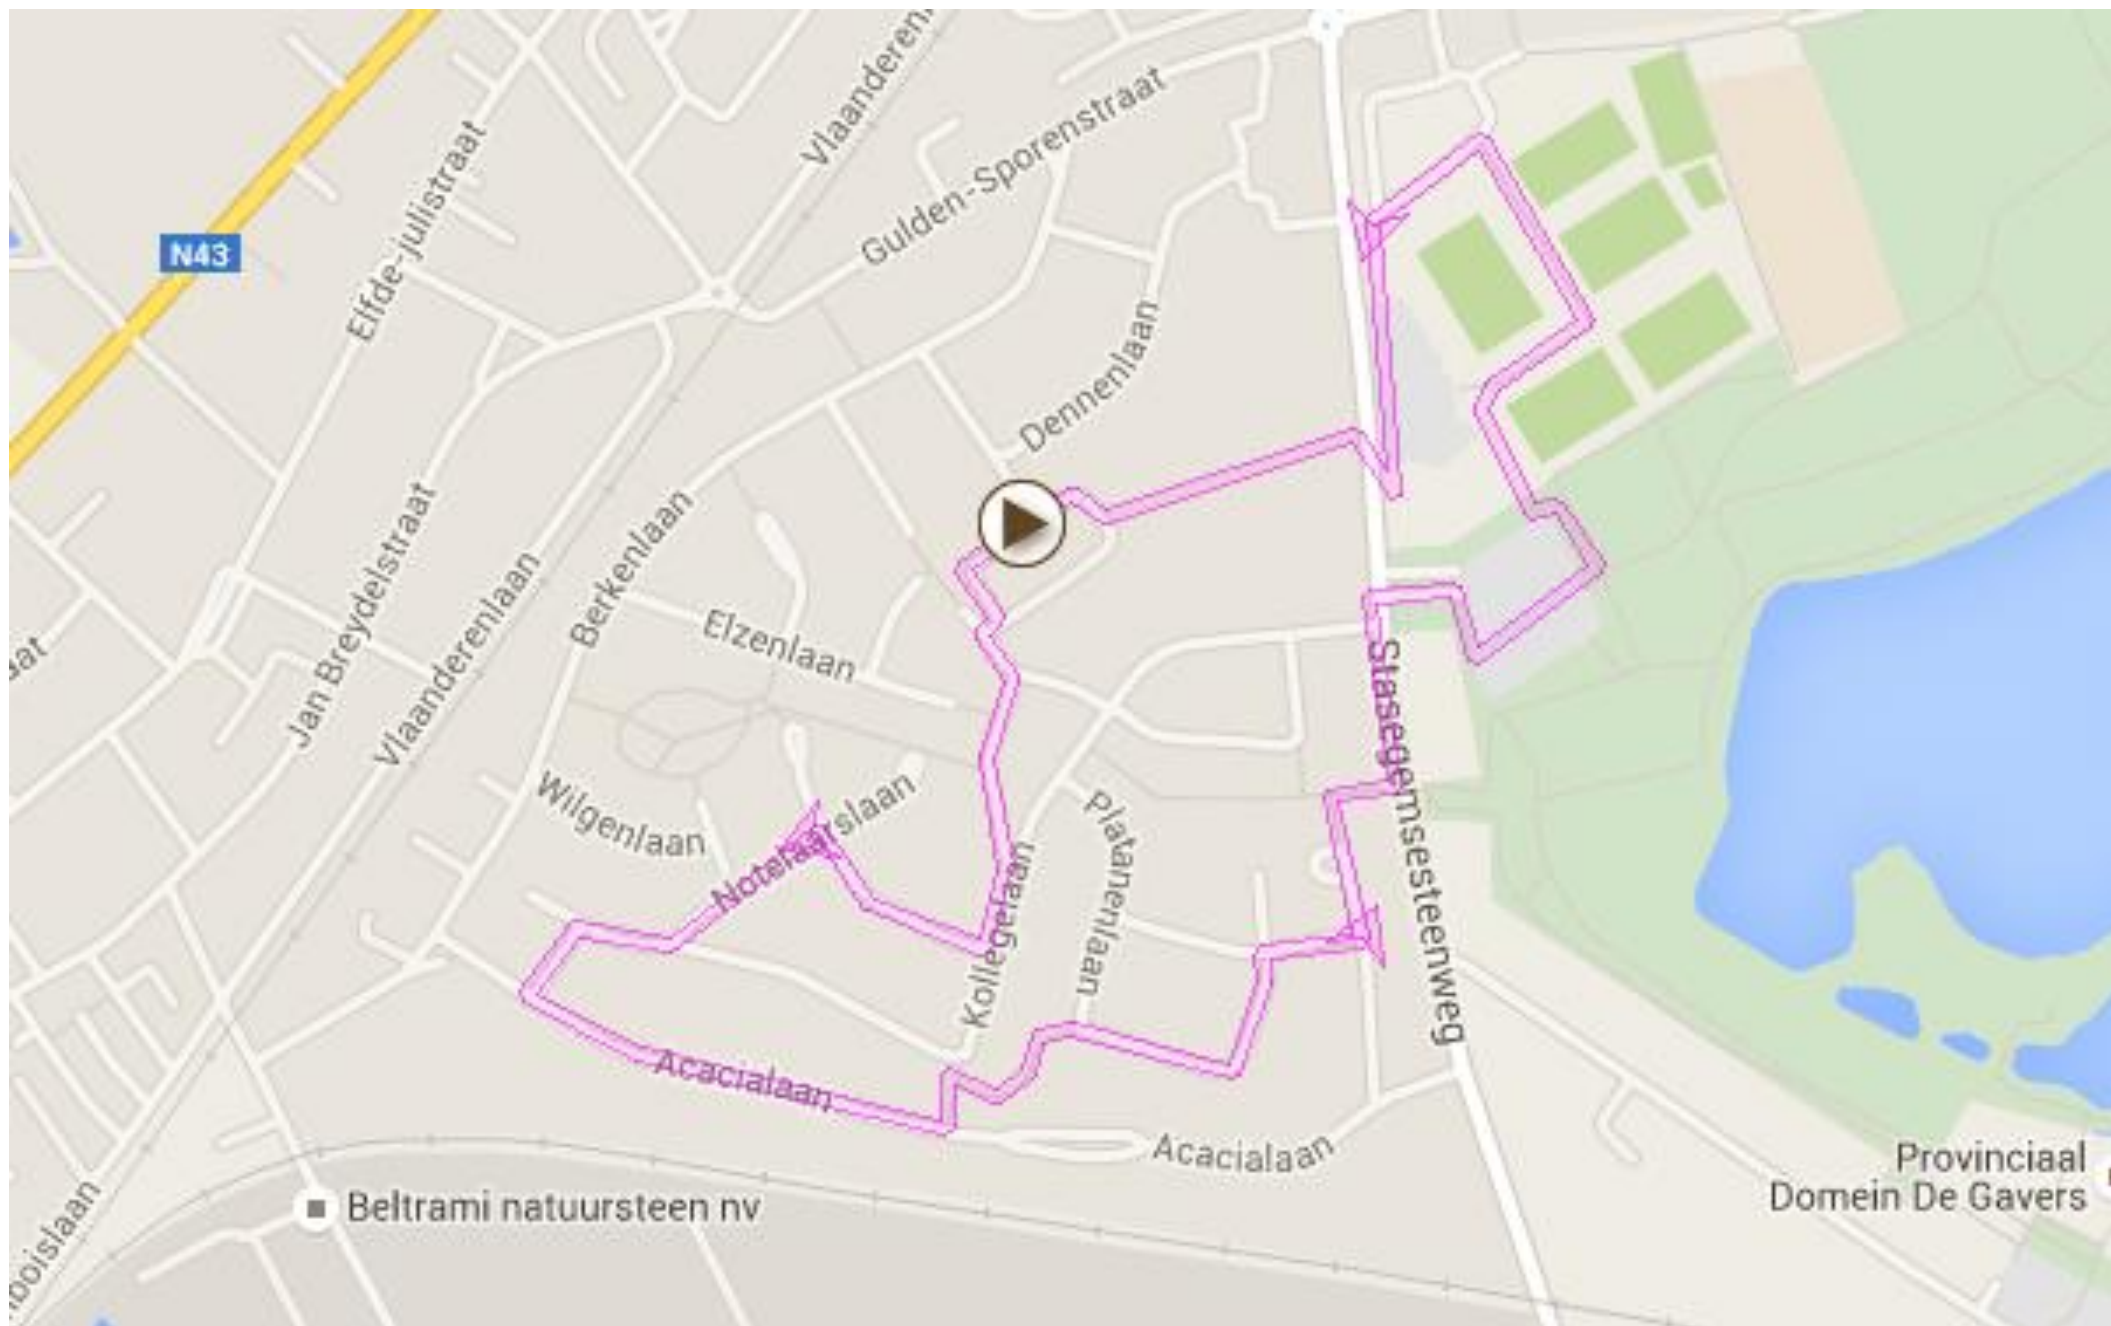 Vlaanderen
Gulden-Sporenstraat
Elfde-julistraat
N43
Dennenlaan
Jan Breydelstraat
Vlaanderenlaan
Berkenlaan
Elzenlaan
Stasegemsesteenweg
Wilgenlaan
Notelaarslaan
Platanenlaan
Kollegelaan
Acacialaan
Acacialaan
Provinciaal
Domein De Gavers
Beltrami natuursteen nv